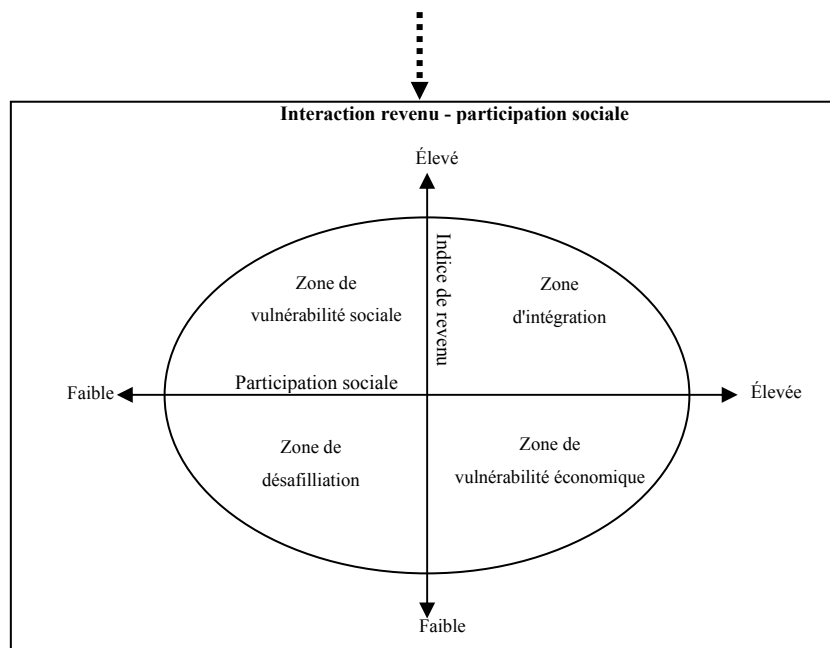 Interaction revenu - participation sociale
Élevé
Indice de revenu
Zone de
vulnérabilité sociale
Zone
d'intégration
Participation sociale
Faible
Élevée
Zone de
désafilliation
Zone de
vulnérabilité économique
Faible